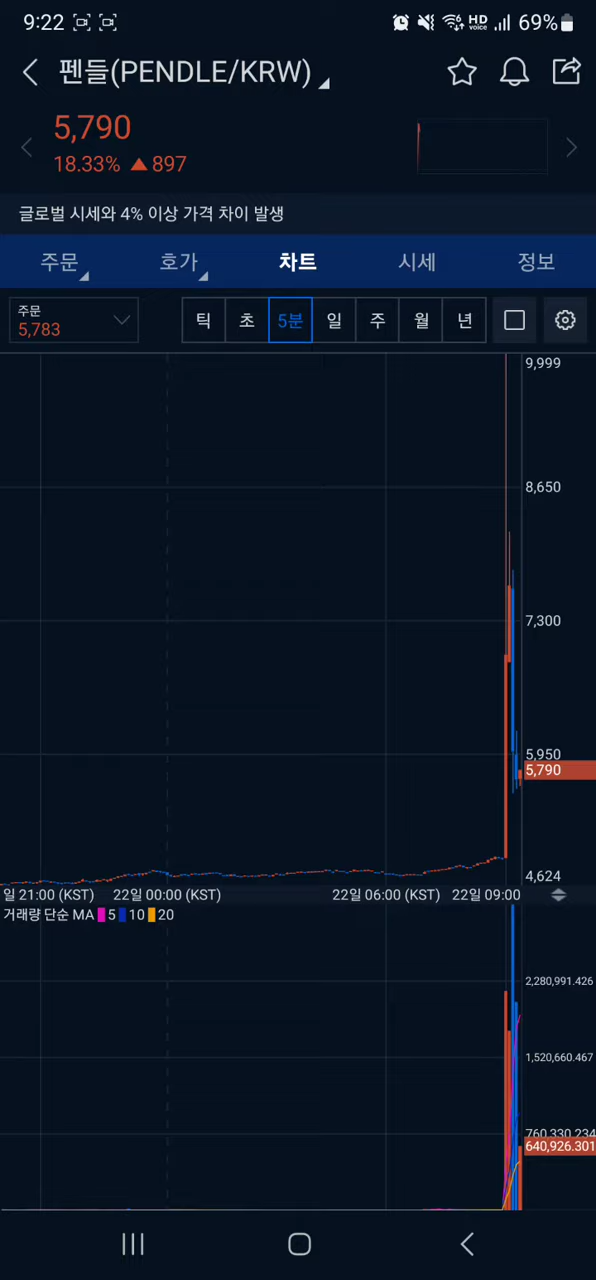 9:22 HD voice 69%
펜들(PENDLE/KRW)
5,790
18.33% ▲897
글로벌 시세와 4% 이상 가격 차이 발생
주문 호가 차트 시세 정보
주문
5,783
틱 초 5분 일 주 월 년
9,999
8,650
7,300
5,950
5,790
4,624
일 21:00 (KST) 22일 00:00 (KST) 22일 06:00 (KST) 22일 09:00
거래량 단순 MA 5 10 20
2,280,991.426
1,520,660.467
760,330.234
640,926.301